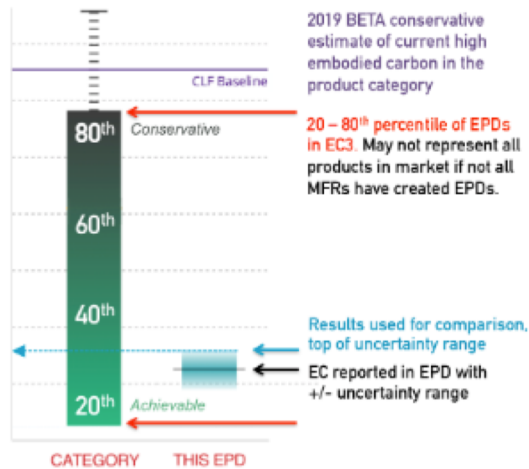 2019 BETA conservative
estimate of current high
embodied carbon in the
product category
CLF Baseline
80th
Conservative
20 – 80th percentile of EPDs
in EC3. May not represent all
products in market if not all
MFRs have created EPDs.
60th
40th
Results used for comparison,
top of uncertainty range
EC reported in EPD with
+/- uncertainty range
20th
Achievable
CATEGORY
THIS EPD